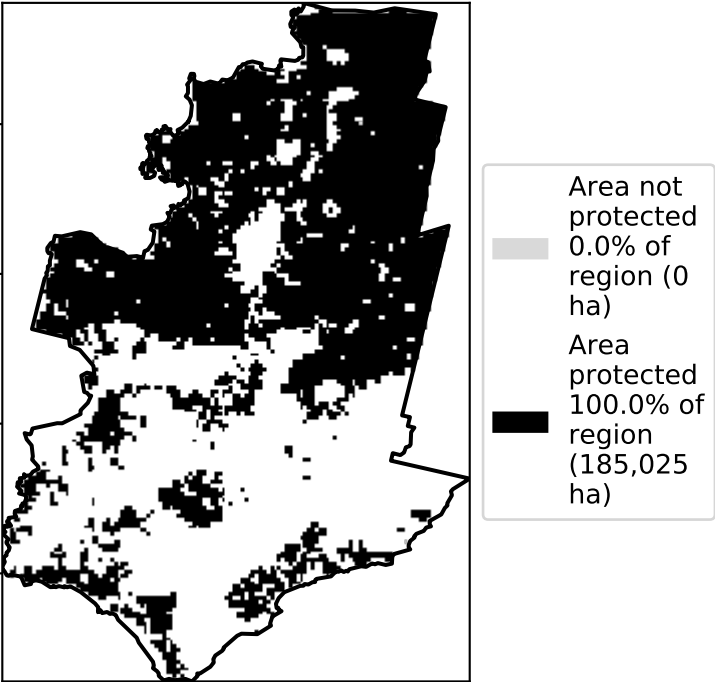 Area not
protected
0.0% of
region (0
ha)
Area
protected
100.0% of
region
(185,025
ha)